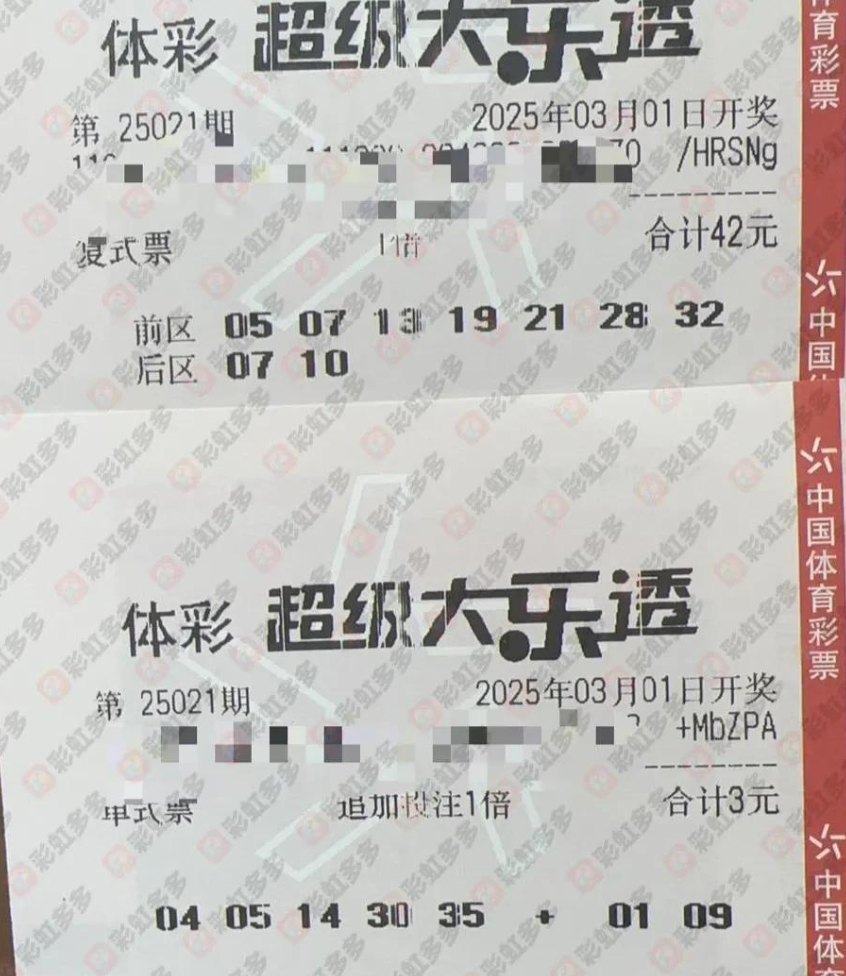 体彩 超级大乐透
第 25021期 2025年03月01日开奖
/HRSNg
复式票 1倍 合计42元
前区 05 07 13 19 21 28 32
后区 07 10
体育彩票
中国体
体彩 超级大乐透
第 25021期 2025年03月01日开奖
+MbZPA
单式票 追加投注1倍 合计3元
04 05 14 30 35 + 01 09
中国体育彩票
中国体
彩虹多多